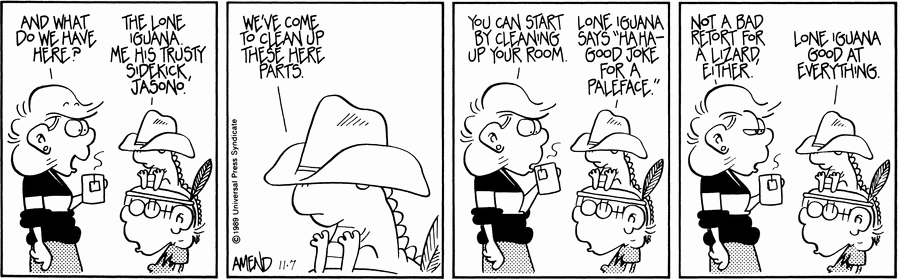 AND WHAT
DO WE HAVE
HERE?
THE LONE
IGUANA.
ME HIS TRUSTY
SIDEKICK,
JASONO.
WE'VE COME
TO CLEAN UP
THESE HERE
PARTS.
© 1989 Universal Press Syndicate
AMEND 11·7
YOU CAN START
BY CLEANING
UP YOUR ROOM.
LONE IGUANA
SAYS "HA HA–
GOOD JOKE
FOR A
PALEFACE."
NOT A BAD
RETORT FOR
A LIZARD,
EITHER.
LONE IGUANA
GOOD AT
EVERYTHING.